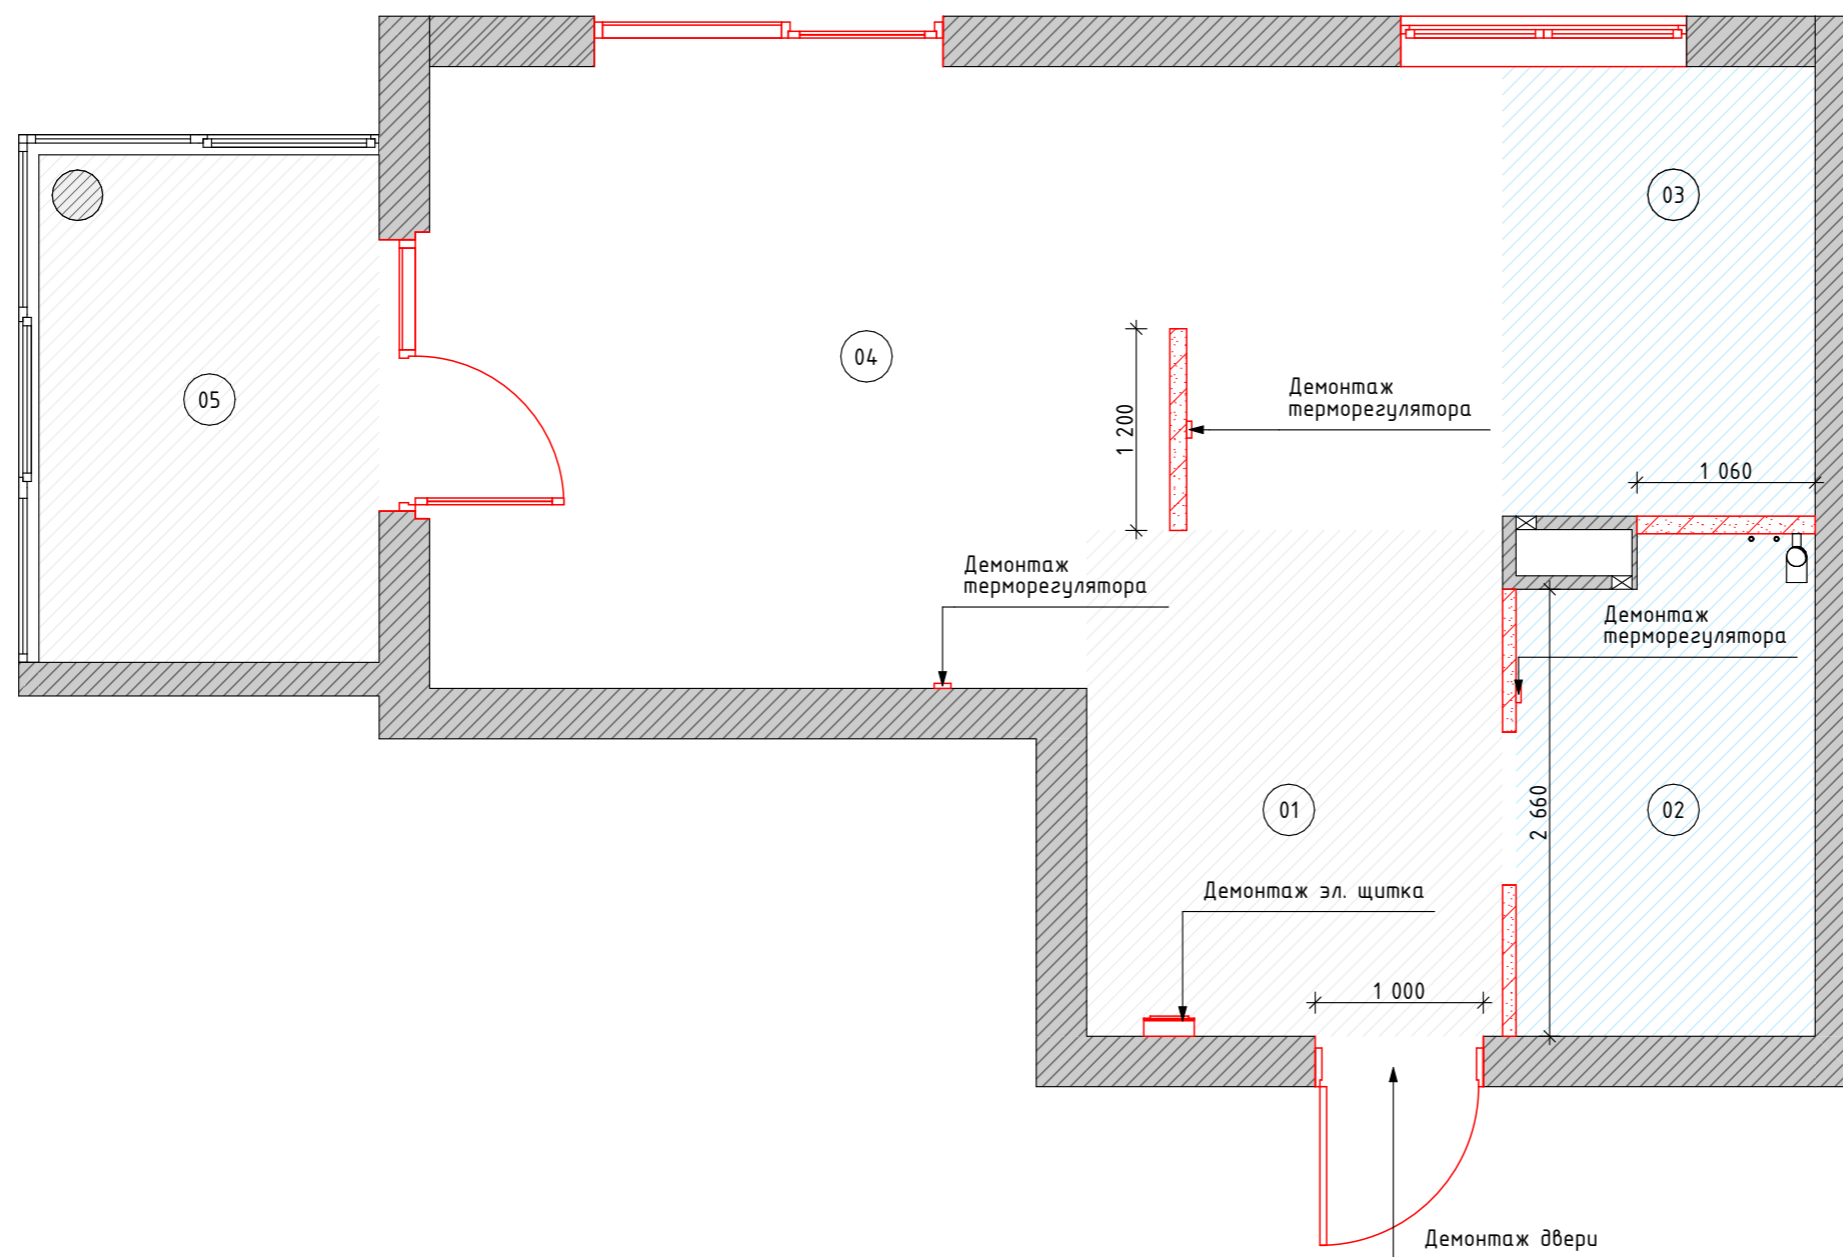 03
04
05
1 200
Демонтаж
терморегулятора
1 060
Демонтаж
терморегулятора
Демонтаж
терморегулятора
01
2 660
02
Демонтаж эл. щитка
1 000
Демонтаж двери